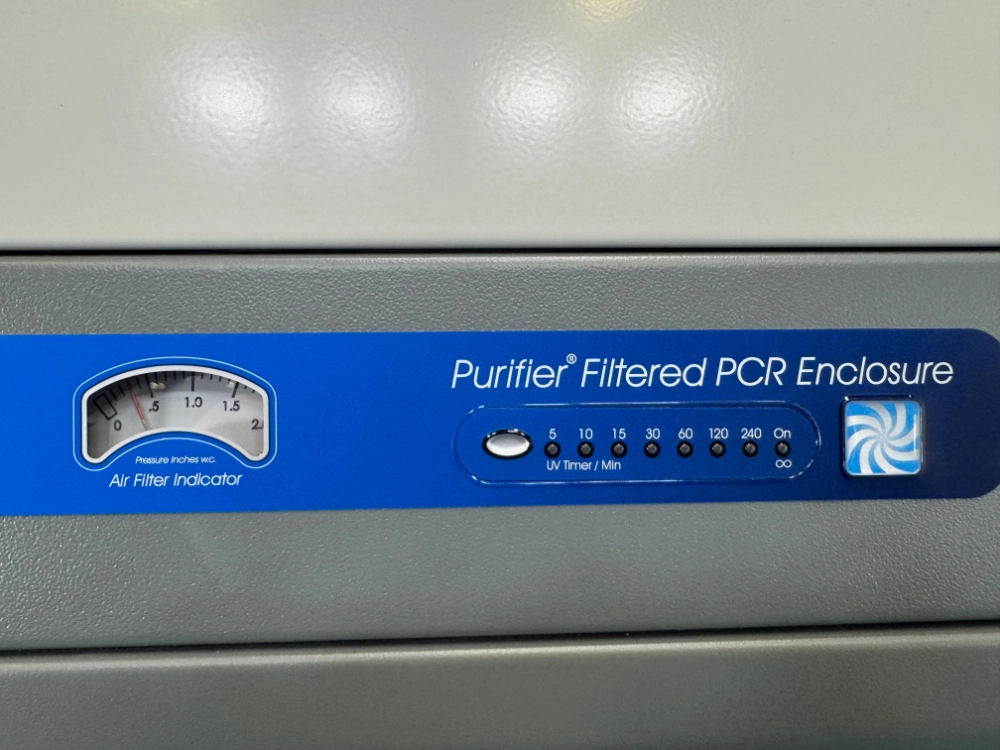 Purifier® Filtered PCR Enclosure
0 .5 1.0 1.5 2.
Pressure Inches w.c.
Air Filter Indicator
5 10 15 30 60 120 240 On
UV Timer / Min ∞